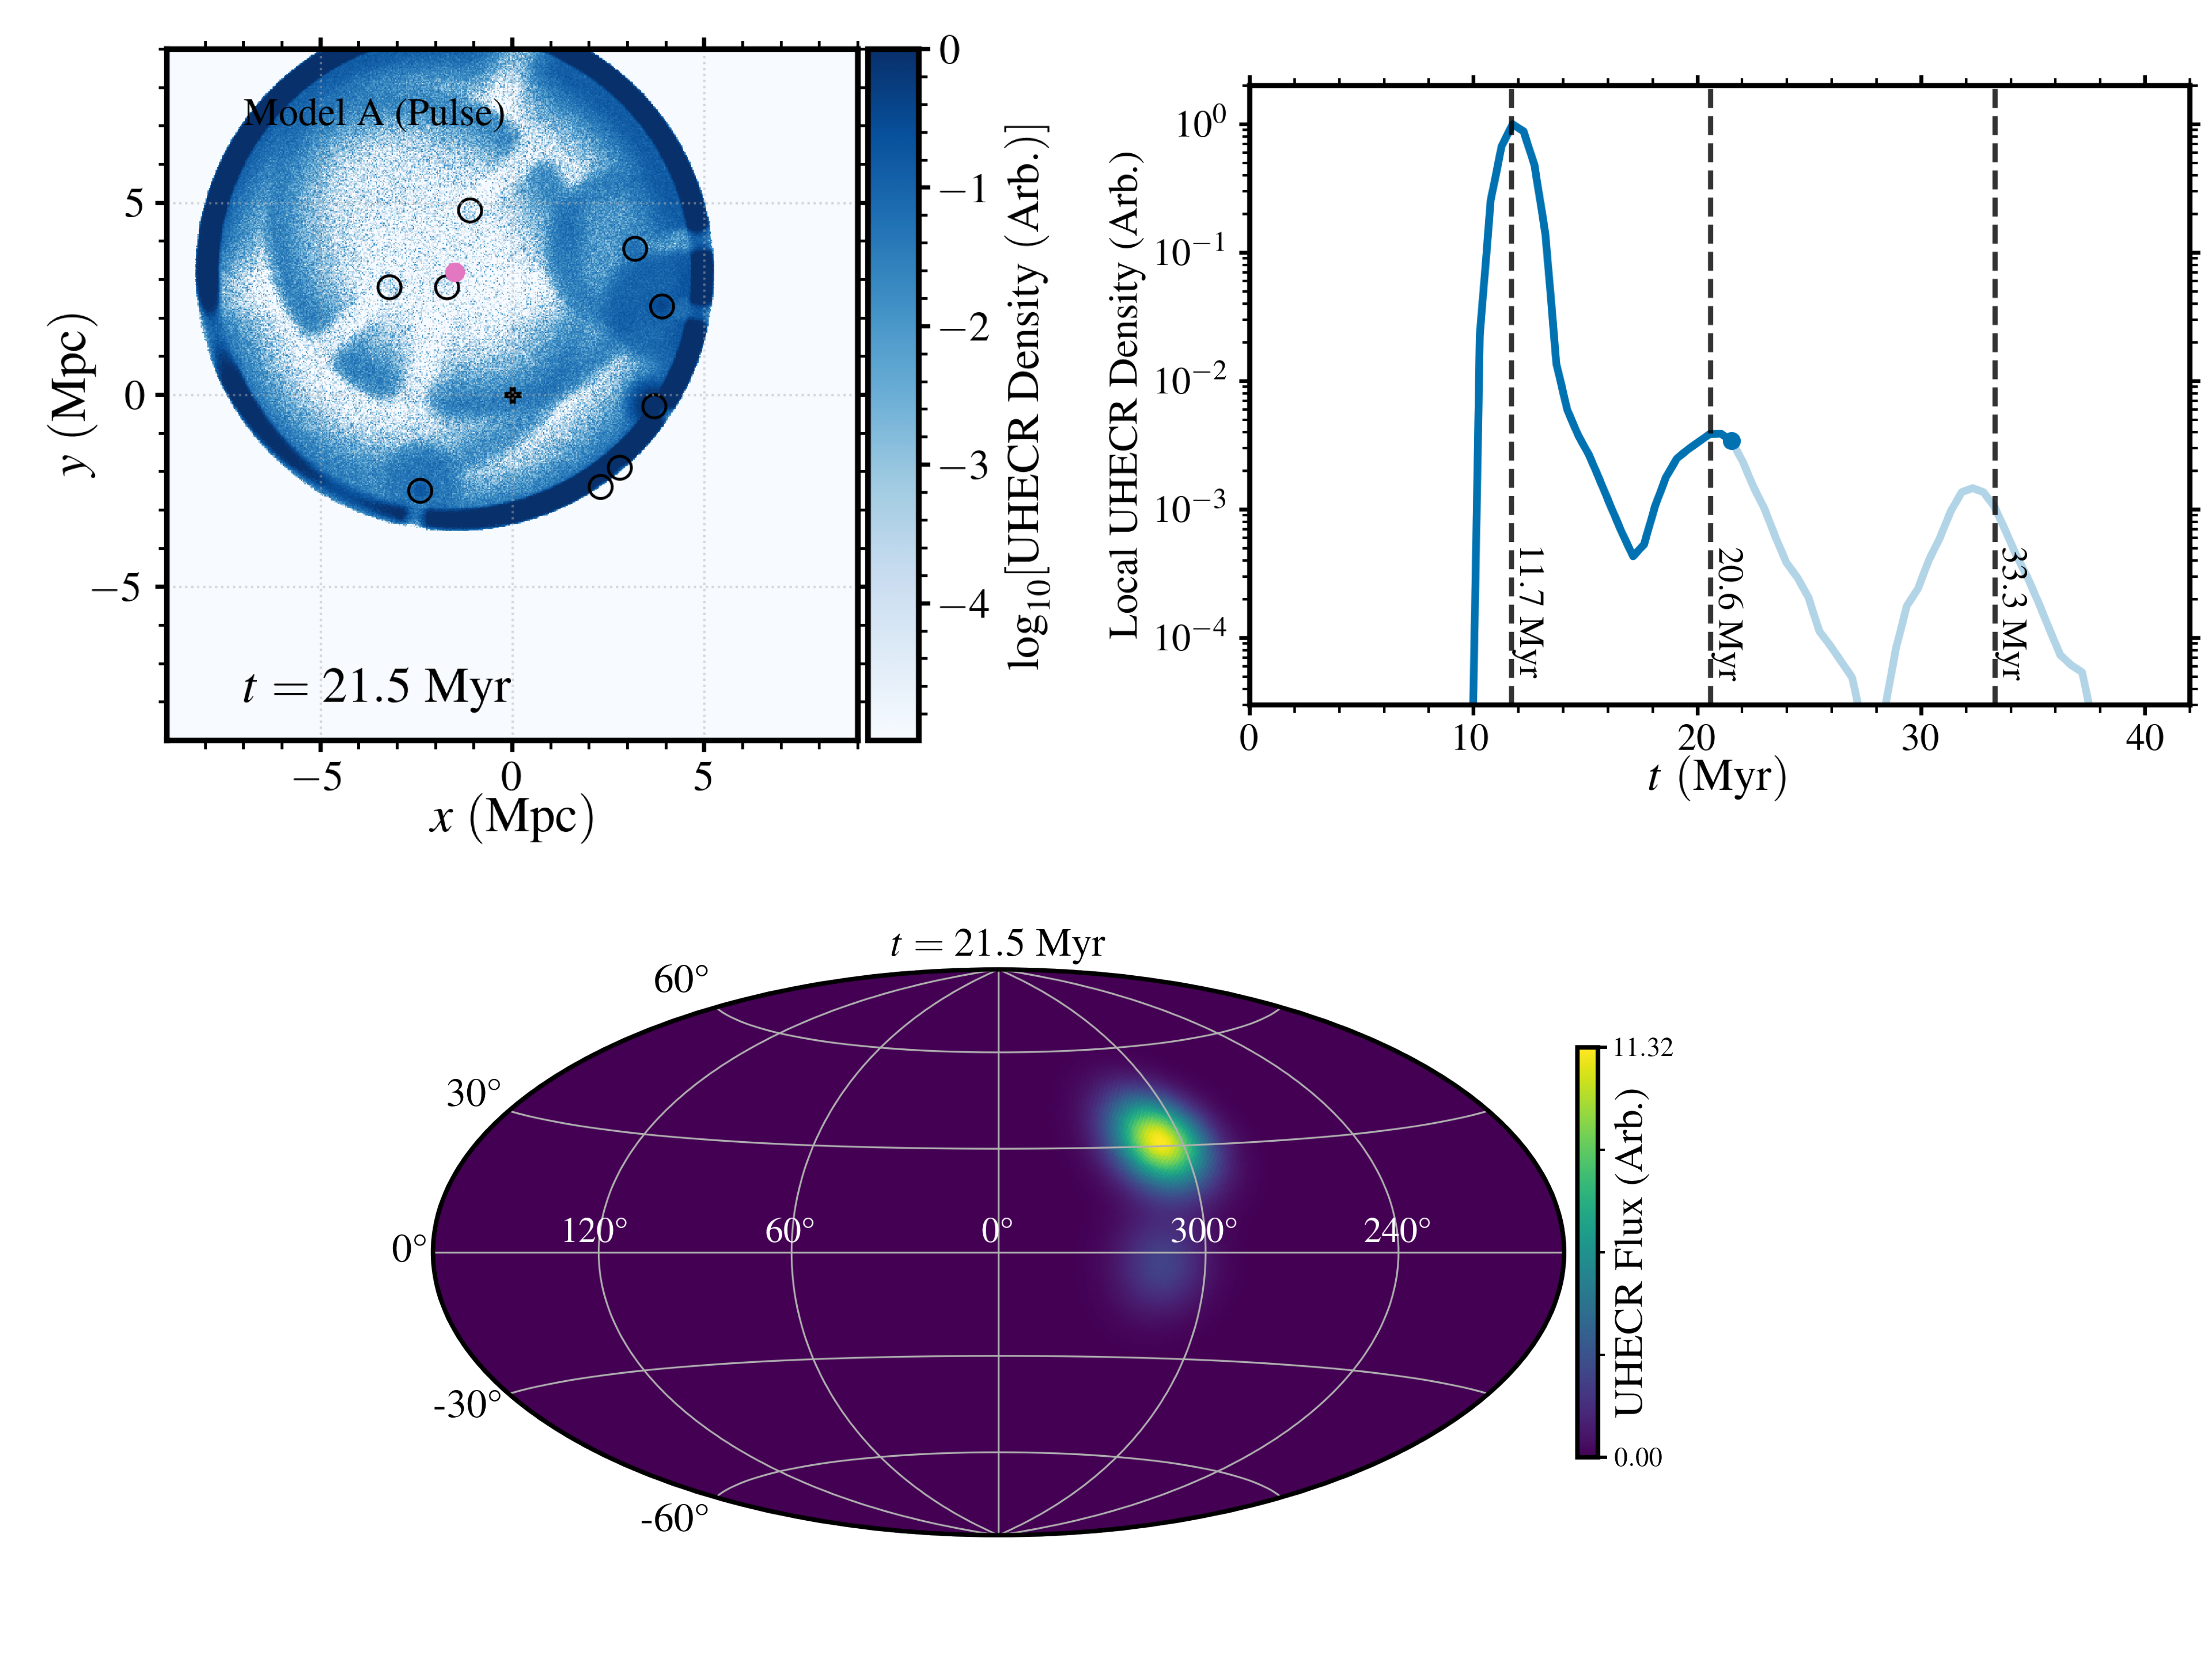 Model A (Pulse)
t = 21.5 Myr
5
0
−5
y (Mpc)
−5
0
5
x (Mpc)
0
−1
−2
−3
−4
log10[UHECR Density (Arb.)]
10^0
10^−1
10^−2
10^−3
10^−4
Local UHECR Density (Arb.)
11.7 Myr
20.6 Myr
33.3 Myr
0
10
20
30
40
t (Myr)
t = 21.5 Myr
60°
30°
0°
-30°
-60°
120°
60°
0°
300°
240°
11.32
0.00
UHECR Flux (Arb.)